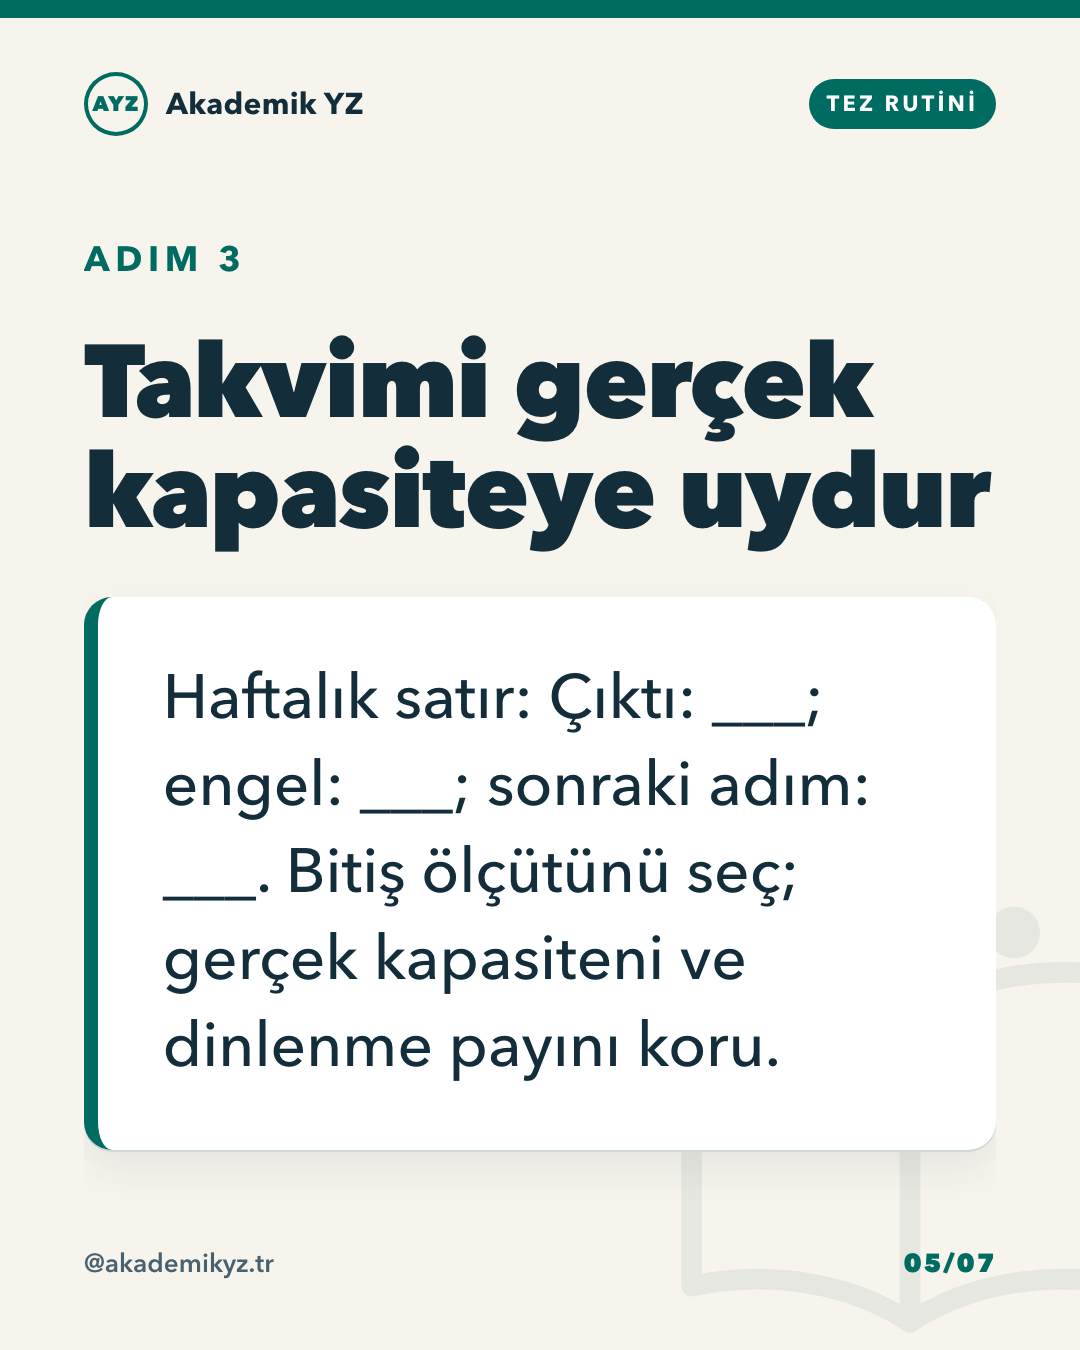 AYZ Akademik YZ
TEZ RUTİNİ
ADIM 3
Takvimi gerçek
kapasiteye uydur
Haftalık satır: Çıktı: ___;
engel: ___; sonraki adım:
___. Bitiş ölçütünü seç;
gerçek kapasiteni ve
dinlenme payını koru.
@akademikyz.tr
05/07